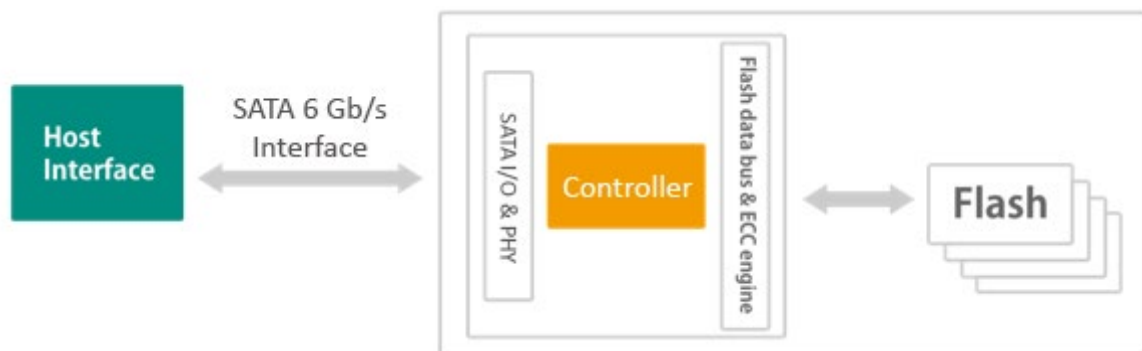 Host
Interface
SATA 6 Gb/s
Interface
SATA I/O & PHY
Controller
Flash data bus & ECC engine
Flash